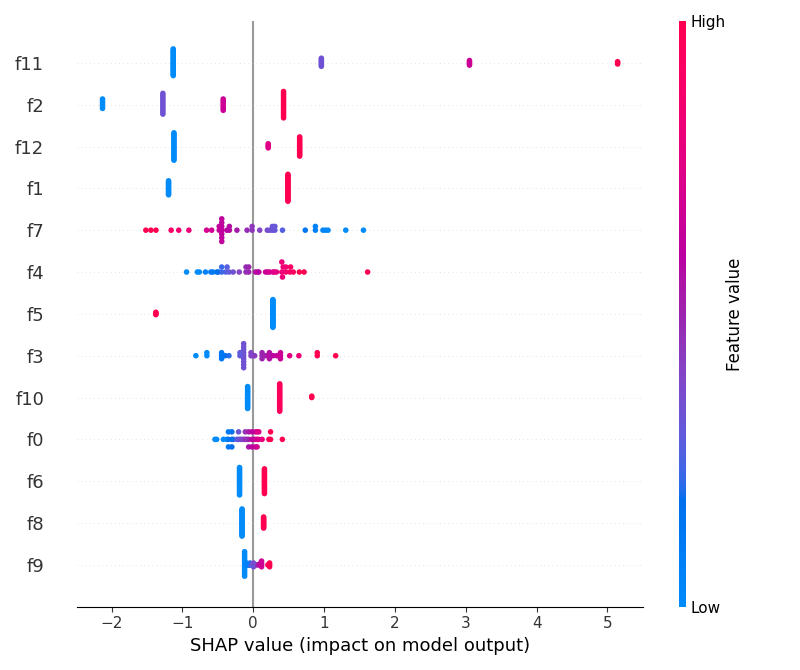 High
f11
f2
f12
f1
f7
f4
f5
f3
f10
f0
f6
f8
f9
Feature value
Low
−2 −1 0 1 2 3 4 5
SHAP value (impact on model output)